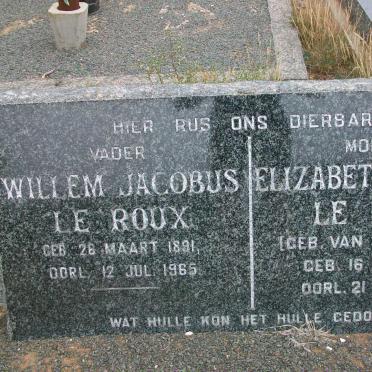 HIER RUS ONS DIERBAR
VADER
WILLEM JACOBUS
LE ROUX
GEB. 26 MAART 1891.
OORL. 12 JUL. 1965.
MO
ELIZABET
LE
(GEB. VAN
GEB. 16
OORL. 21
WAT HULLE KON HET HULLE GEDO